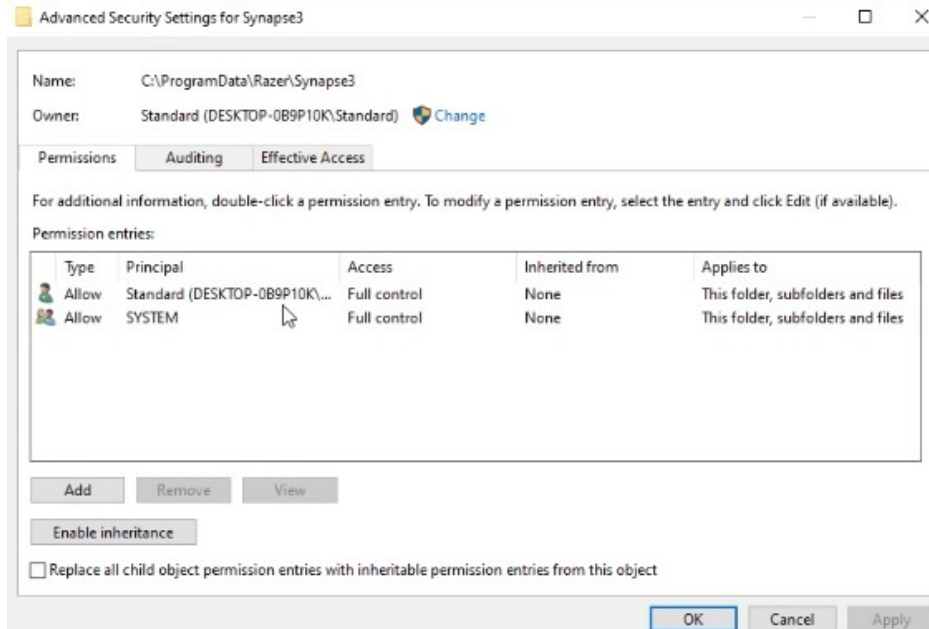 Advanced Security Settings for Synapse3
Name: C:\ProgramData\Razer\Synapse3
Owner: Standard (DESKTOP-0B9P10K\Standard) Change
Permissions Auditing Effective Access
For additional information, double-click a permission entry. To modify a permission entry, select the entry and click Edit (if available).
Permission entries:
Type Principal Access Inherited from Applies to
Allow Standard (DESKTOP-0B9P10K\... Full control None This folder, subfolders and files
Allow SYSTEM Full control None This folder, subfolders and files
Add Remove View
Enable inheritance
Replace all child object permission entries with inheritable permission entries from this object
OK Cancel Apply